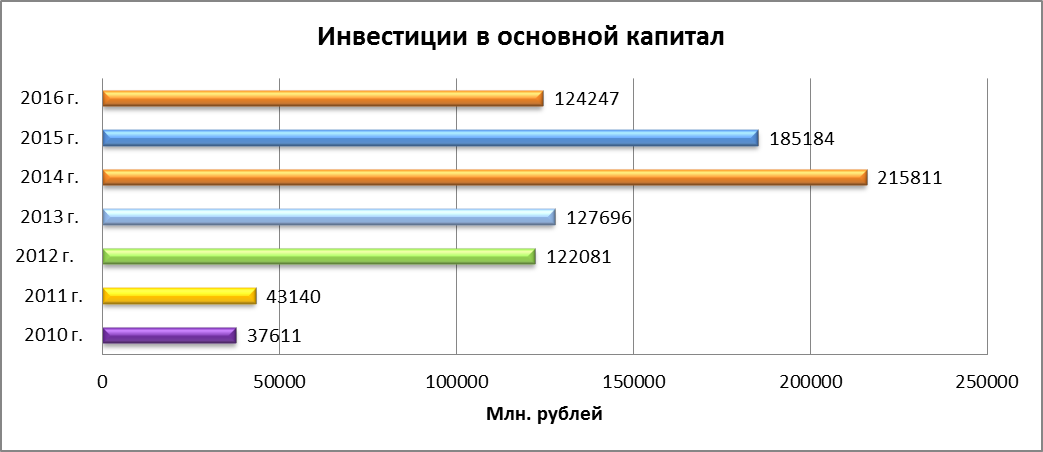 Инвестиции в основной капитал
2016 г. 124247
2015 г. 185184
2014 г. 215811
2013 г. 127696
2012 г. 122081
2011 г. 43140
2010 г. 37611
0 50000 100000 150000 200000 250000
Млн. рублей